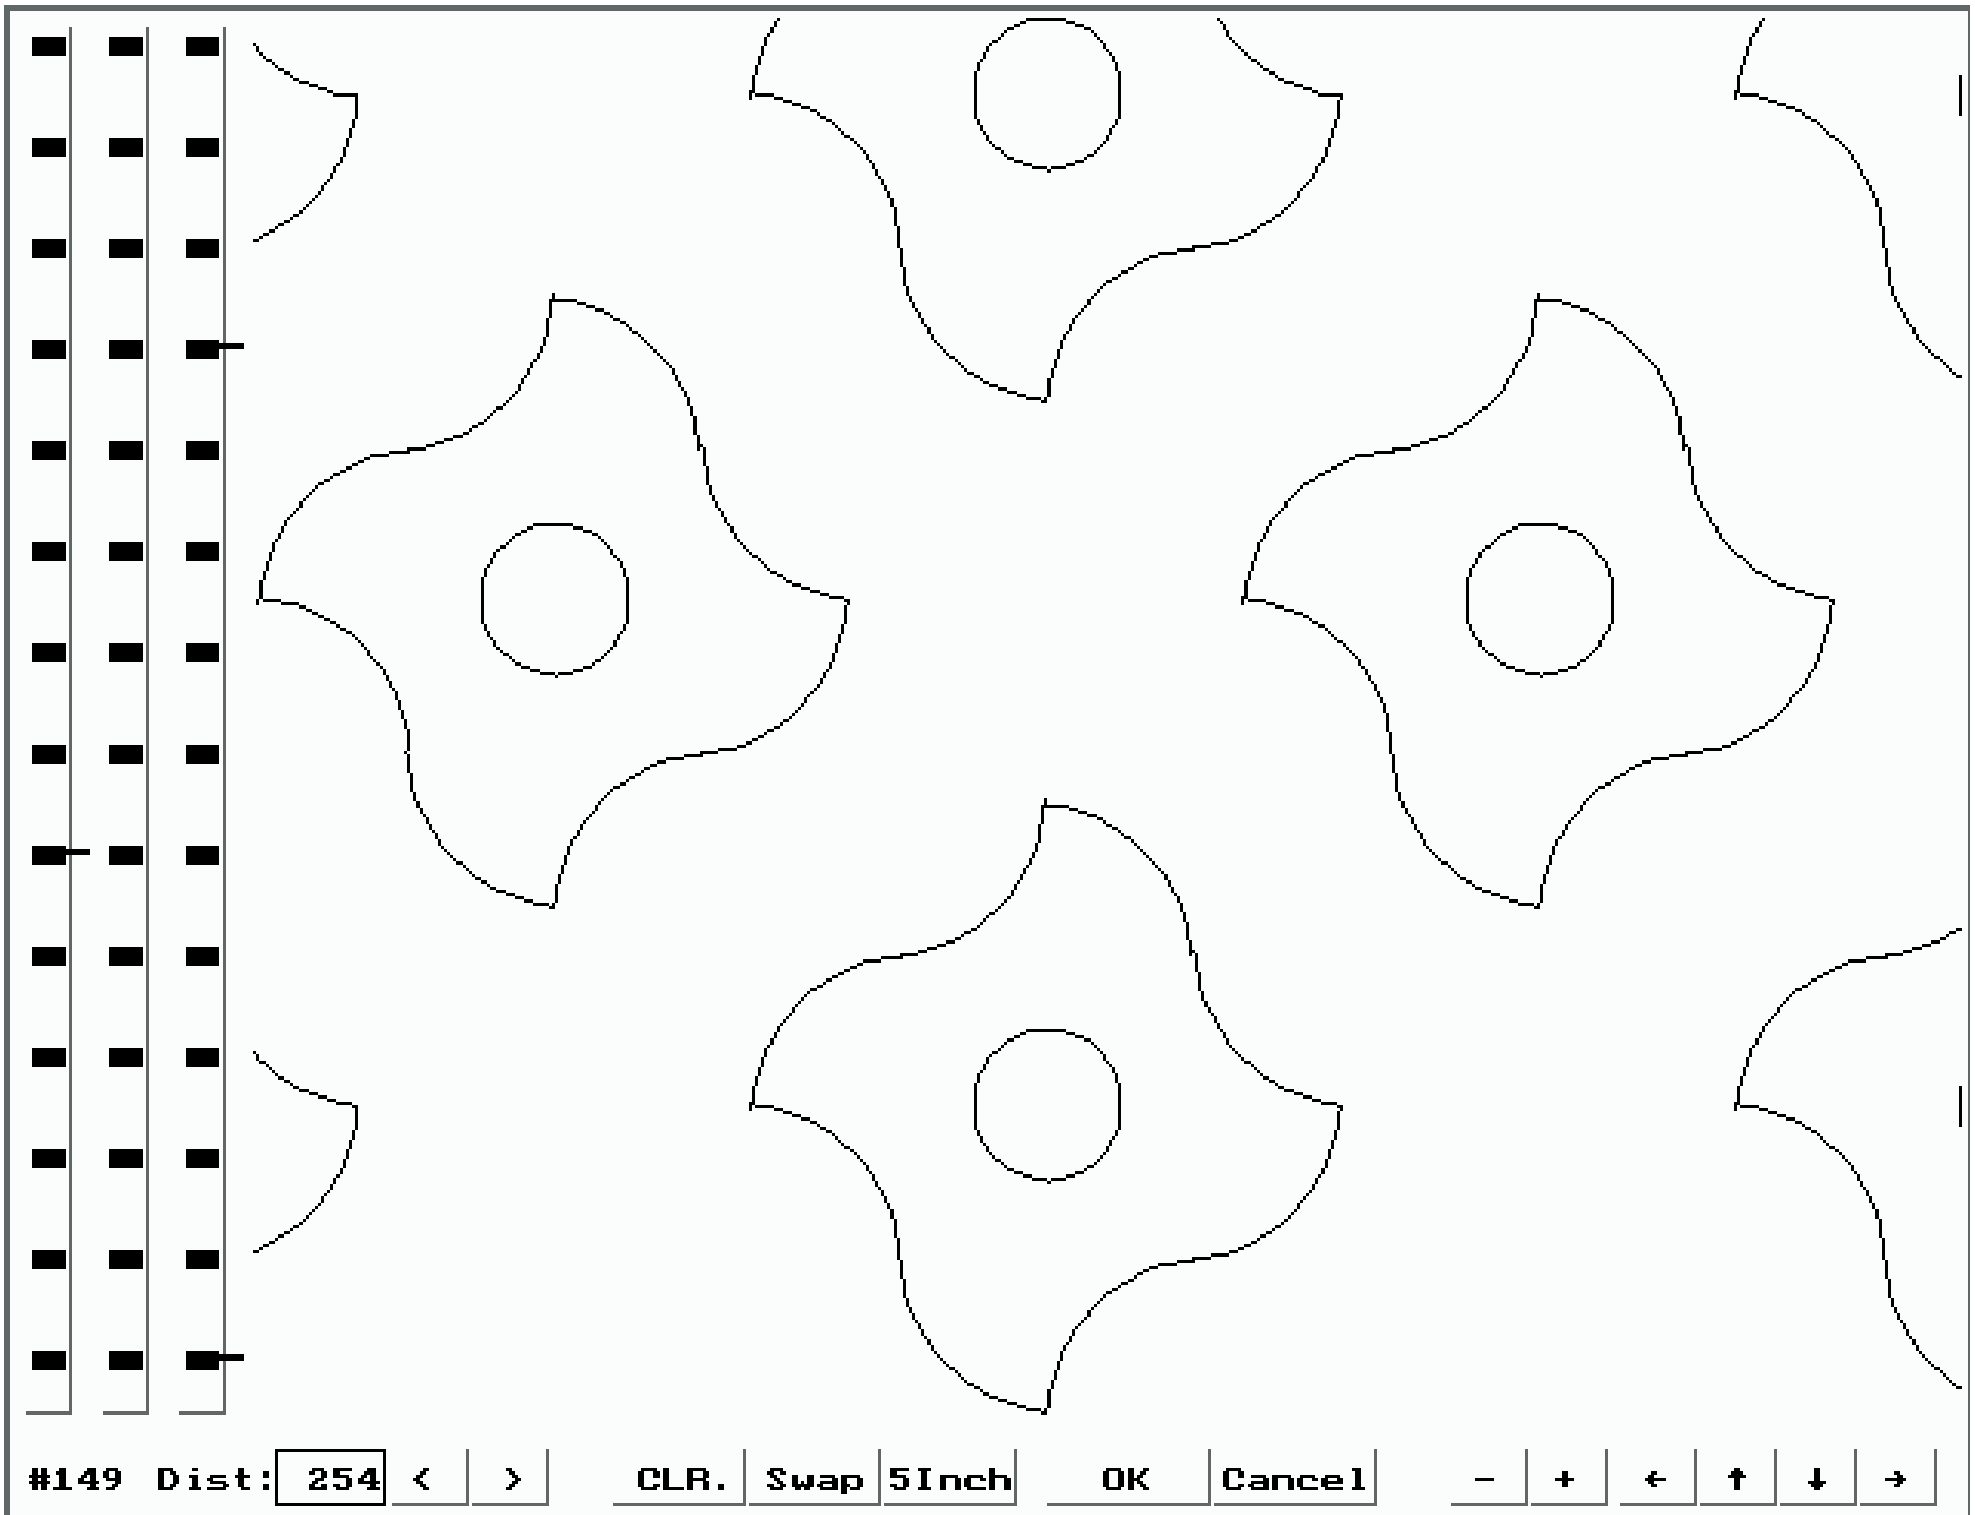 #149 Dist: 254 < > CLR. Swap 5Inch OK Cancel - + ← ↑ ↓ →